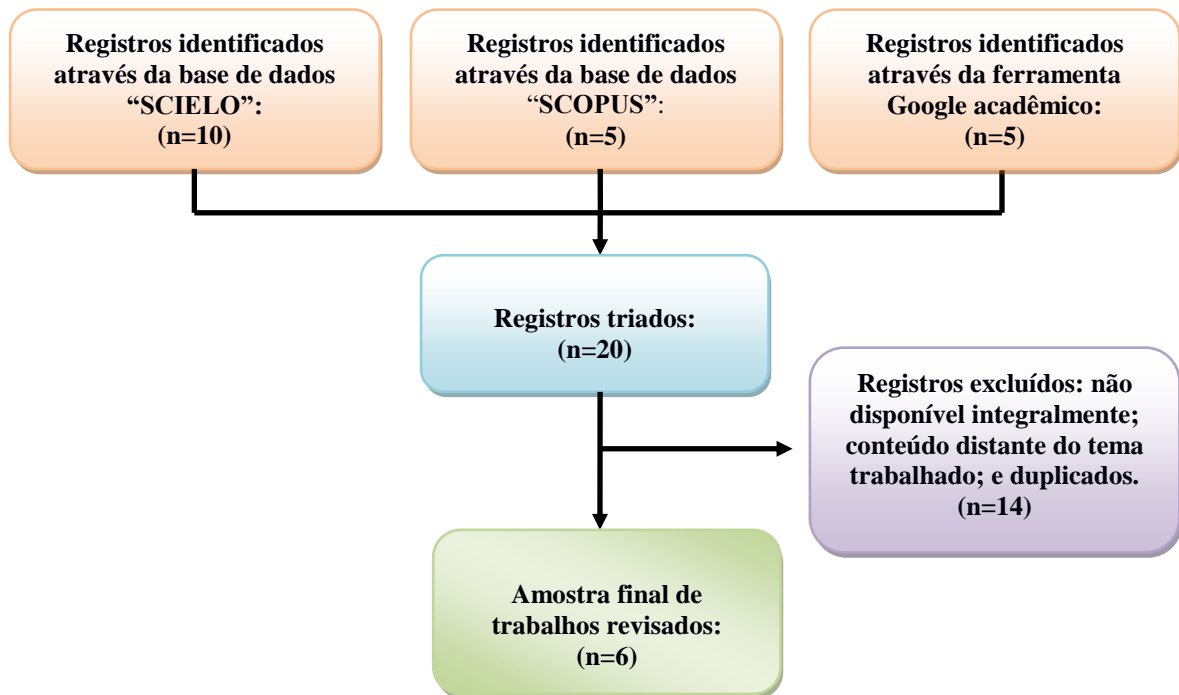 Registros identificados
através da base de dados
“SCIELO”:
(n=10)
Registros identificados
através da base de dados
“SCOPUS”:
(n=5)
Registros identificados
através da ferramenta
Google acadêmico:
(n=5)
Registros triados:
(n=20)
Registros excluídos: não
disponível integralmente;
conteúdo distante do tema
trabalhado; e duplicados.
(n=14)
Amostra final de
trabalhos revisados:
(n=6)